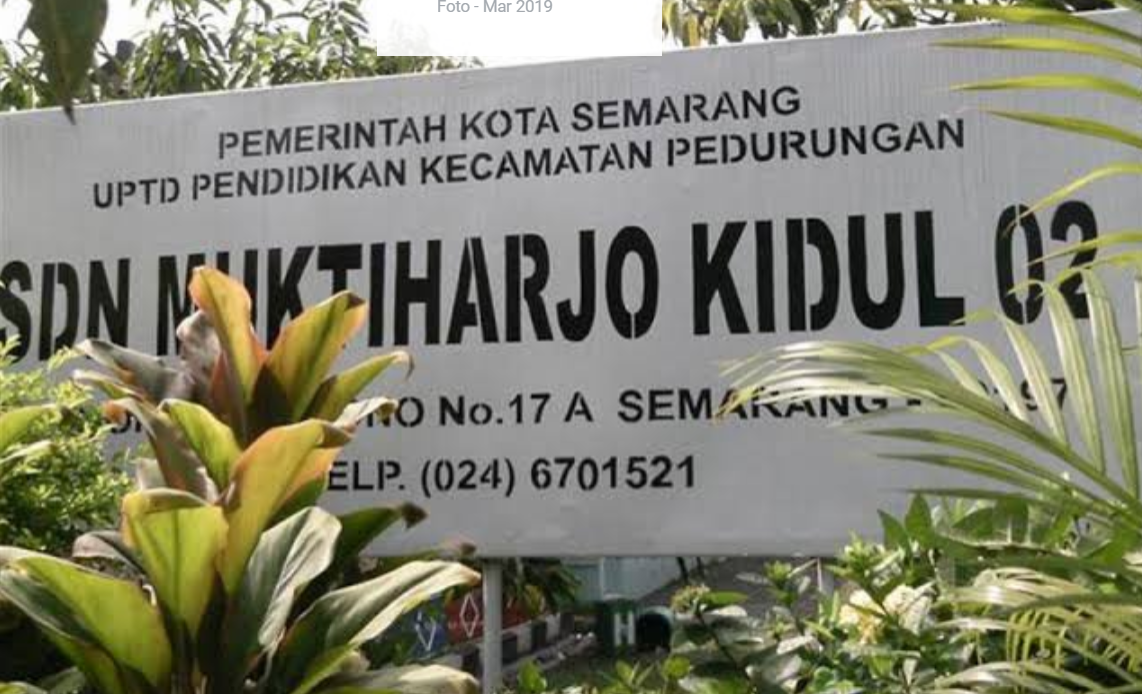 Foto - Mar 2019
PEMERINTAH KOTA SEMARANG
UPTD PENDIDIKAN KECAMATAN PEDURUNGAN
SDN MUKTIHARJO KIDUL 02
No.17 A SEMARANG -
TELP. (024) 6701521